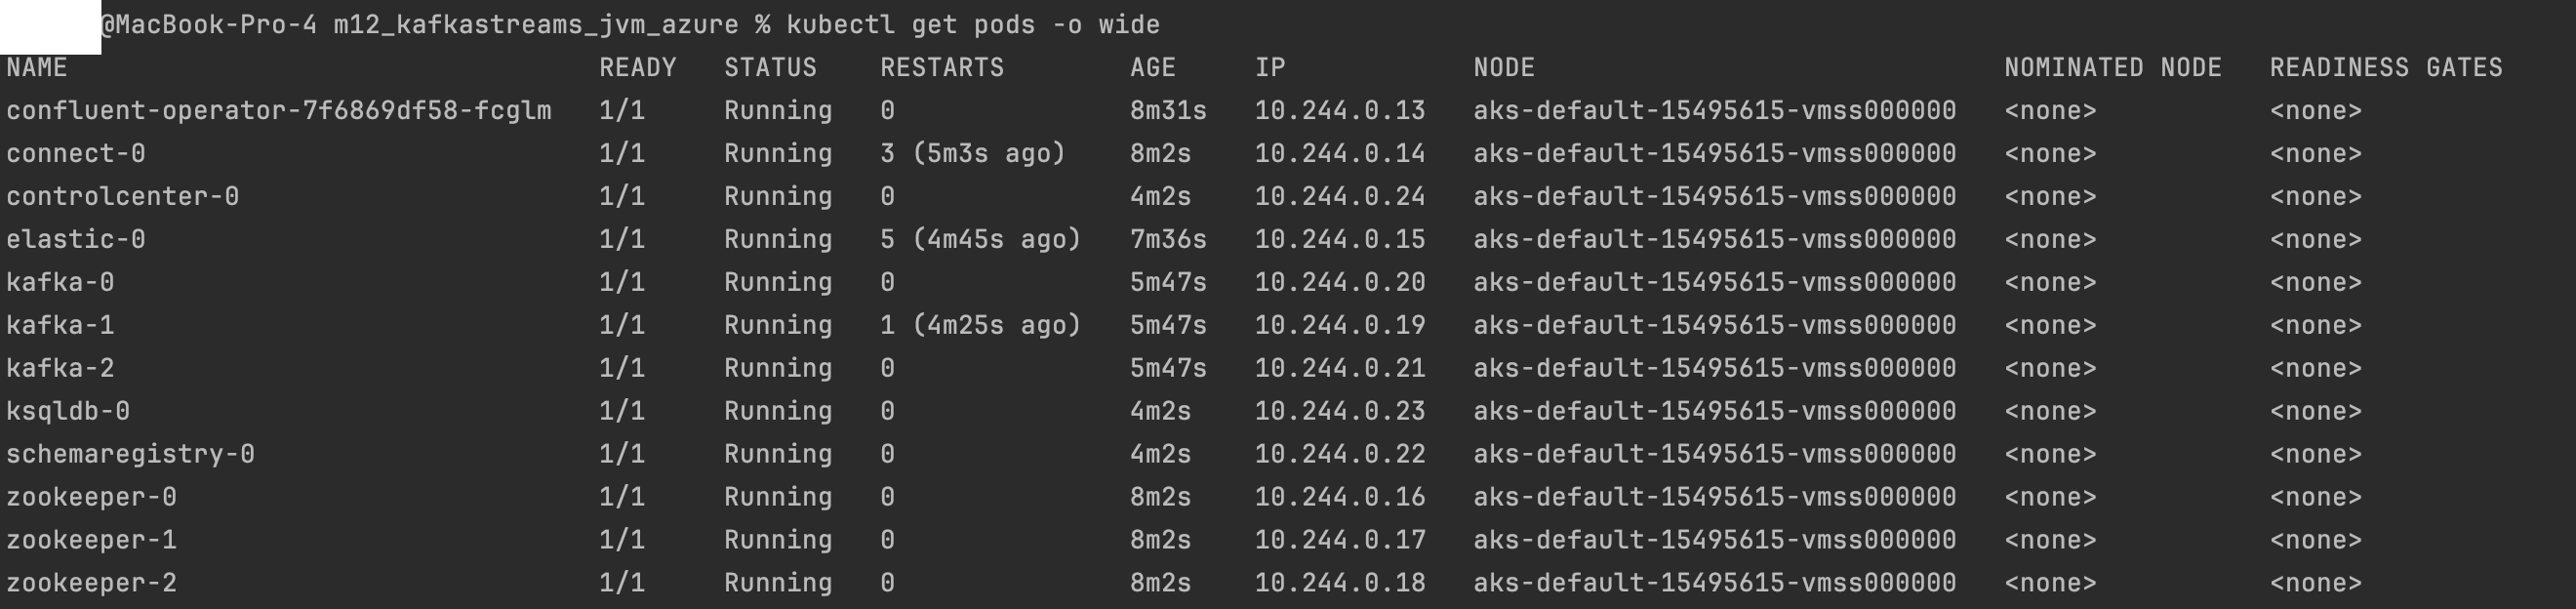 @MacBook-Pro-4 m12_kafkastreams_jvm_azure % kubectl get pods -o wide
NAME READY STATUS RESTARTS AGE IP NODE NOMINATED NODE READINESS GATES
confluent-operator-7f6869df58-fcglm 1/1 Running 0 8m31s 10.244.0.13 aks-default-15495615-vmss000000 <none> <none>
connect-0 1/1 Running 3 (5m3s ago) 8m2s 10.244.0.14 aks-default-15495615-vmss000000 <none> <none>
controlcenter-0 1/1 Running 0 4m2s 10.244.0.24 aks-default-15495615-vmss000000 <none> <none>
elastic-0 1/1 Running 5 (4m45s ago) 7m36s 10.244.0.15 aks-default-15495615-vmss000000 <none> <none>
kafka-0 1/1 Running 0 5m47s 10.244.0.20 aks-default-15495615-vmss000000 <none> <none>
kafka-1 1/1 Running 1 (4m25s ago) 5m47s 10.244.0.19 aks-default-15495615-vmss000000 <none> <none>
kafka-2 1/1 Running 0 5m47s 10.244.0.21 aks-default-15495615-vmss000000 <none> <none>
ksqldb-0 1/1 Running 0 4m2s 10.244.0.23 aks-default-15495615-vmss000000 <none> <none>
schemaregistry-0 1/1 Running 0 4m2s 10.244.0.22 aks-default-15495615-vmss000000 <none> <none>
zookeeper-0 1/1 Running 0 8m2s 10.244.0.16 aks-default-15495615-vmss000000 <none> <none>
zookeeper-1 1/1 Running 0 8m2s 10.244.0.17 aks-default-15495615-vmss000000 <none> <none>
zookeeper-2 1/1 Running 0 8m2s 10.244.0.18 aks-default-15495615-vmss000000 <none> <none>